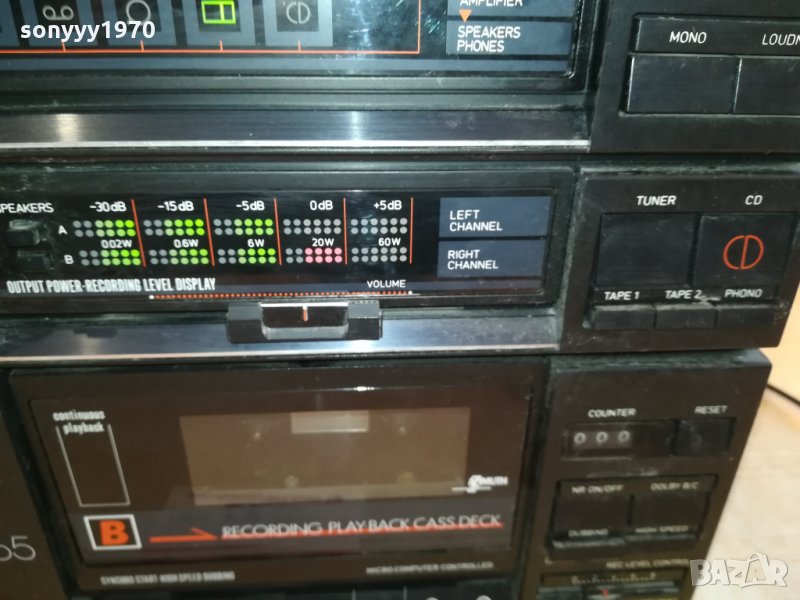 sonyyy1970
AMPLIFIER
SPEAKERS
PHONES
MONO
SPEAKERS
-30dB -15dB -5dB 0dB +5dB
A
0.02W 0.6W 6W 20W 60W
B
LEFT
CHANNEL
RIGHT
CHANNEL
OUTPUT POWER-RECORDING LEVEL DISPLAY
VOLUME
TUNER CD
TAPE 1 TAPE 2 PHONO
continuous
playback
COUNTER RESET
000
NR ON/OFF DOLBY B/C
DUBBING HIGH SPEED
B RECORDING PLAY BACK CASS DECK
SYNCHRO START HIGH SPEED DUBBING
MICRO COMPUTER CONTROLLED
REC LEVEL CONTROL
BAZAR